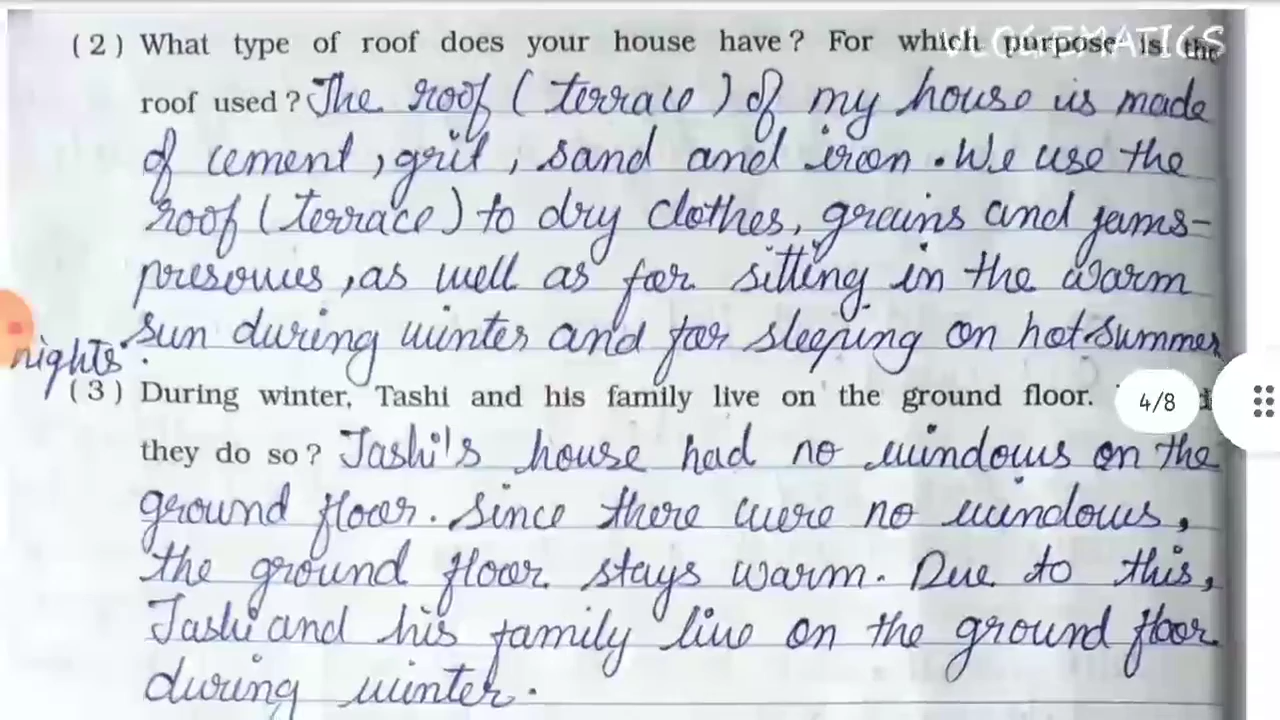 VLOGEMATICS
(2) What type of roof does your house have? For which purpose is the
roof used? The roof (terrace) of my house is made
of cement, grit, sand and iron. We use the
roof (terrace) to dry clothes, grains and jams-
preserves, as well as for sitting in the warm
sun during winter and for sleeping on hot summer
nights.
(3) During winter, Tashi and his family live on the ground floor.
4/8
they do so? Tashi's house had no windows on the
ground floor. Since there were no windows,
the ground floor stays warm. Due to this,
Tashi and his family live on the ground floor
during winter.